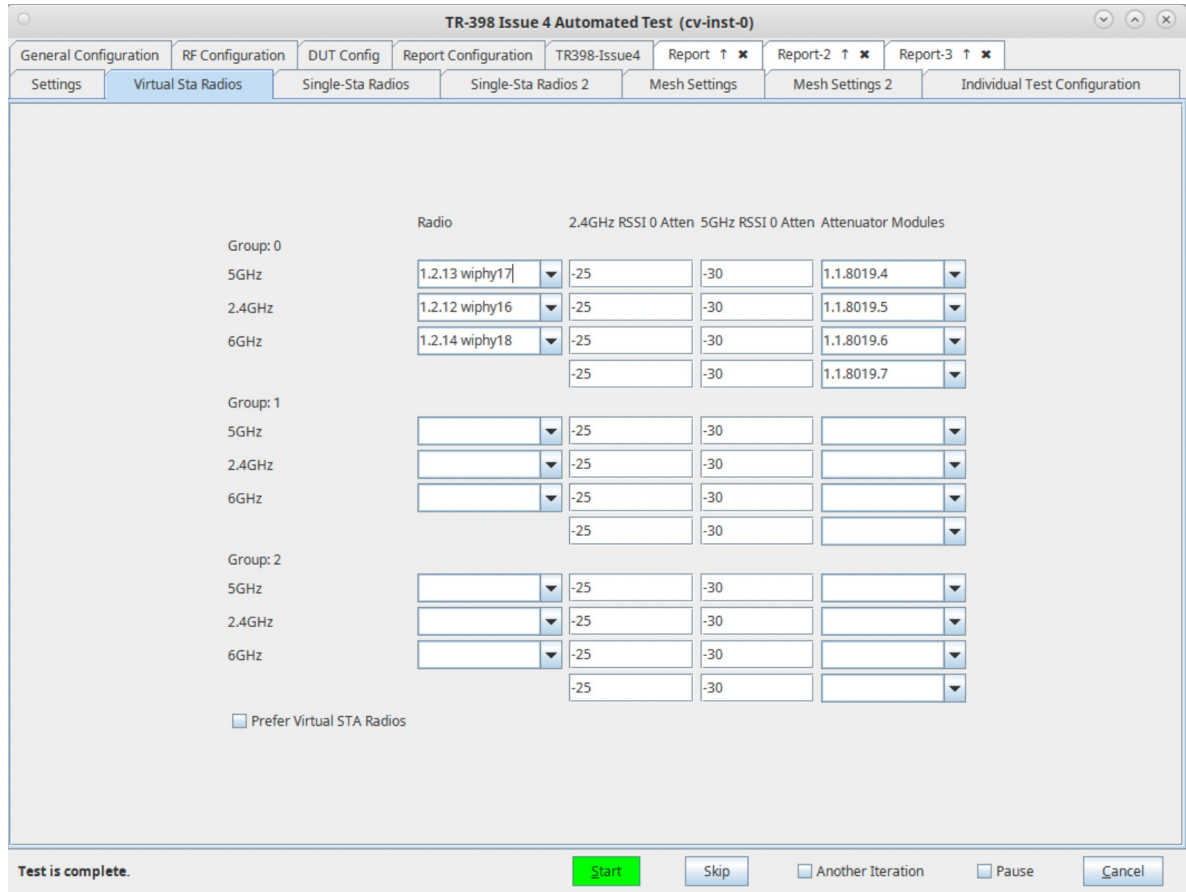 TR-398 Issue 4 Automated Test (cv-inst-0)
General Configuration RF Configuration DUT Config Report Configuration TR398-Issue4 Report ↑ ✖ Report-2 ↑ ✖ Report-3 ↑ ✖
Settings Virtual Sta Radios Single-Sta Radios Single-Sta Radios 2 Mesh Settings Mesh Settings 2 Individual Test Configuration
Radio 2.4GHz RSSI 0 Atten 5GHz RSSI 0 Atten Attenuator Modules
Group: 0
5GHz 1.2.13 wiphy17 -25 -30 1.1.8019.4
2.4GHz 1.2.12 wiphy16 -25 -30 1.1.8019.5
6GHz 1.2.14 wiphy18 -25 -30 1.1.8019.6
-25 -30 1.1.8019.7
Group: 1
5GHz -25 -30
2.4GHz -25 -30
6GHz -25 -30
-25 -30
Group: 2
5GHz -25 -30
2.4GHz -25 -30
6GHz -25 -30
-25 -30
Prefer Virtual STA Radios
Test is complete. Start Skip Another Iteration Pause Cancel